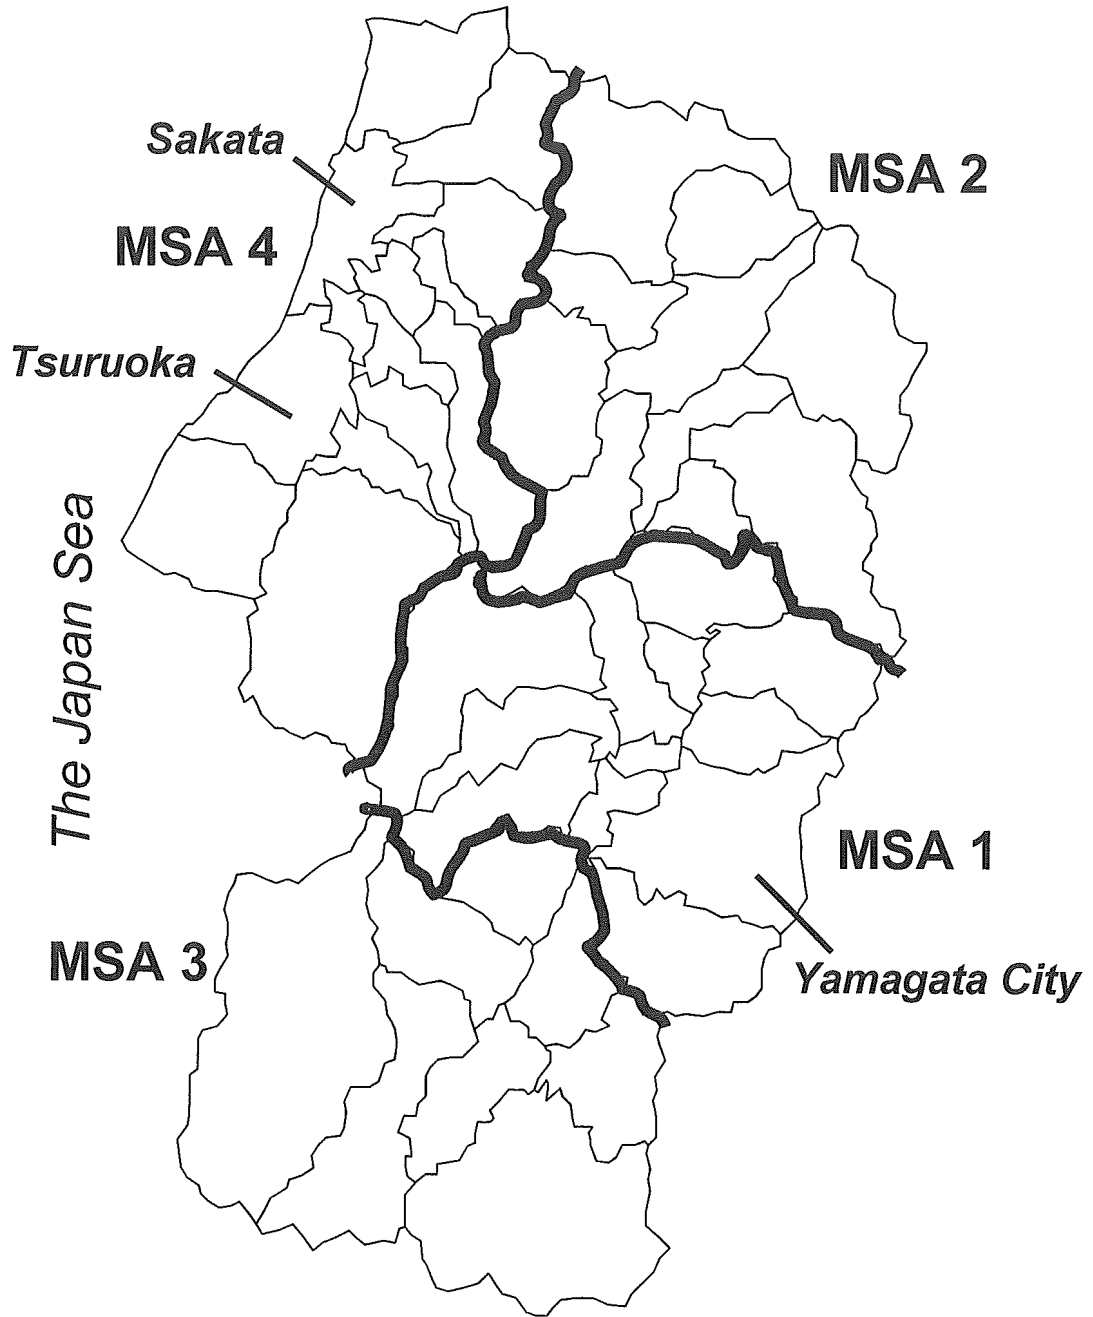 Sakata
MSA 2
MSA 4
Tsuruoka
The Japan Sea
MSA 1
MSA 3
Yamagata City